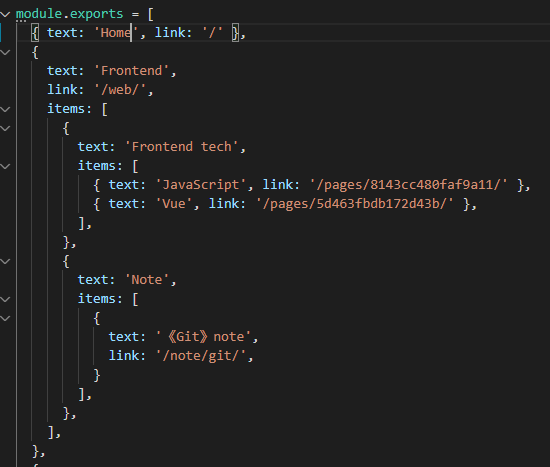 module.exports = [
  { text: 'Home', link: '/' },
  {
    text: 'Frontend',
    link: '/web/',
    items: [
      {
        text: 'Frontend tech',
        items: [
          { text: 'JavaScript', link: '/pages/8143cc480faf9a11/' },
          { text: 'Vue', link: '/pages/5d463fbdb172d43b/' },
        ],
      },
      {
        text: 'Note',
        items: [
          {
            text: '《Git》note',
            link: '/note/git/',
          }
        ],
      },
    ],
  },